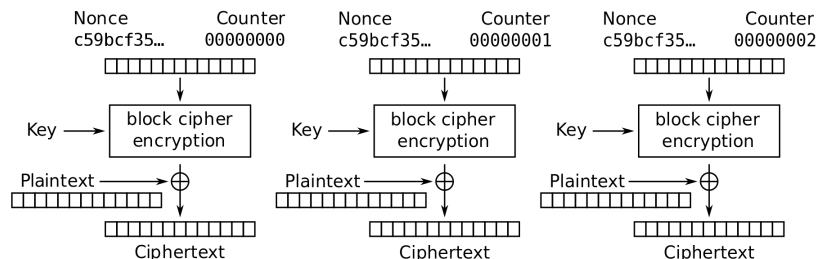 Nonce Counter Nonce Counter Nonce Counter
c59bcf35… 00000000 c59bcf35… 00000001 c59bcf35… 00000002
block cipher block cipher block cipher
Key encryption Key encryption Key encryption
Plaintext Plaintext Plaintext
Ciphertext Ciphertext Ciphertext